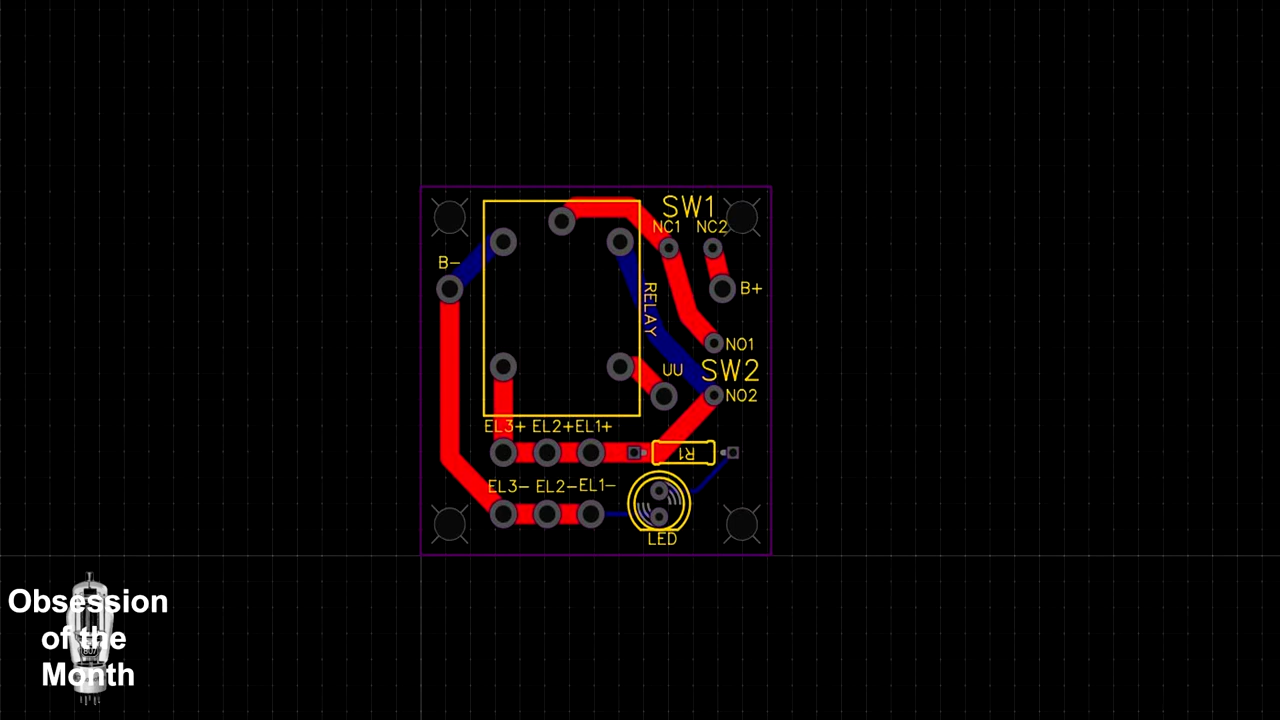 SW1
NC1 NC2
B-
B+
RELAY
NO1
UU
SW2
NO2
EL3+ EL2+ EL1+
R1
EL3- EL2- EL1-
LED
Obsession
of the
Month
807